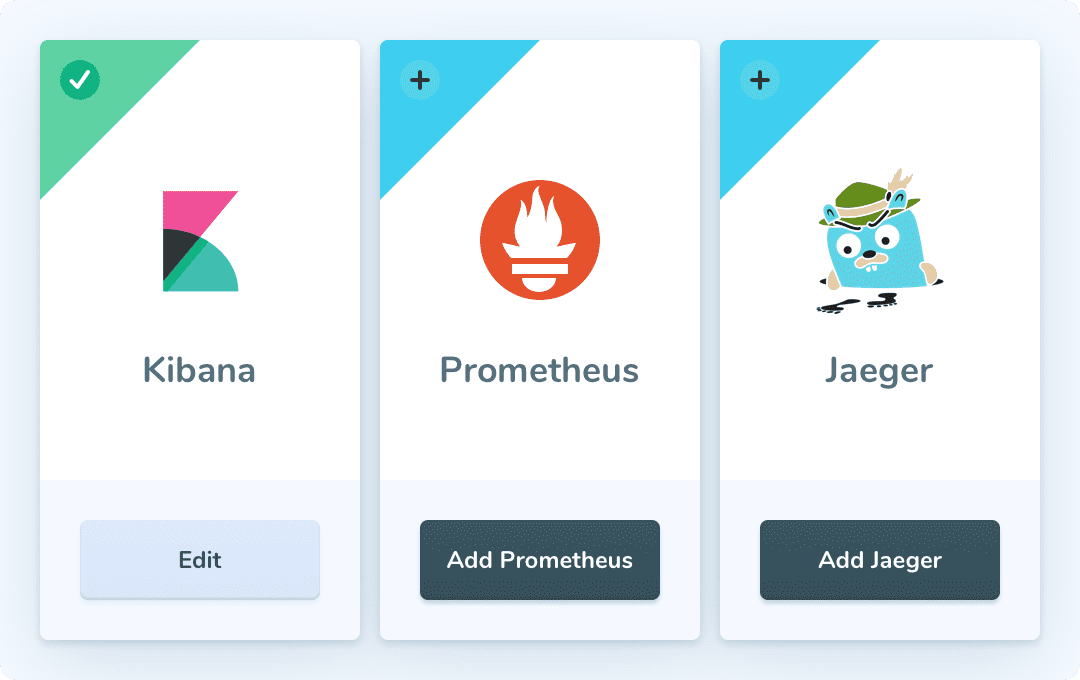 Kibana
Prometheus
Jaeger
Edit
Add Prometheus
Add Jaeger